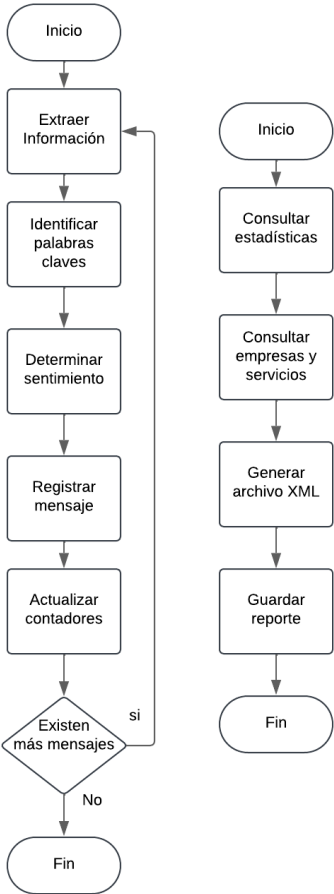 Inicio
Extraer
Información
Identificar
palabras
claves
Determinar
sentimiento
Registrar
mensaje
Actualizar
contadores
Existen
más mensajes
si
No
Fin
Inicio
Consultar
estadísticas
Consultar
empresas y
servicios
Generar
archivo XML
Guardar
reporte
Fin